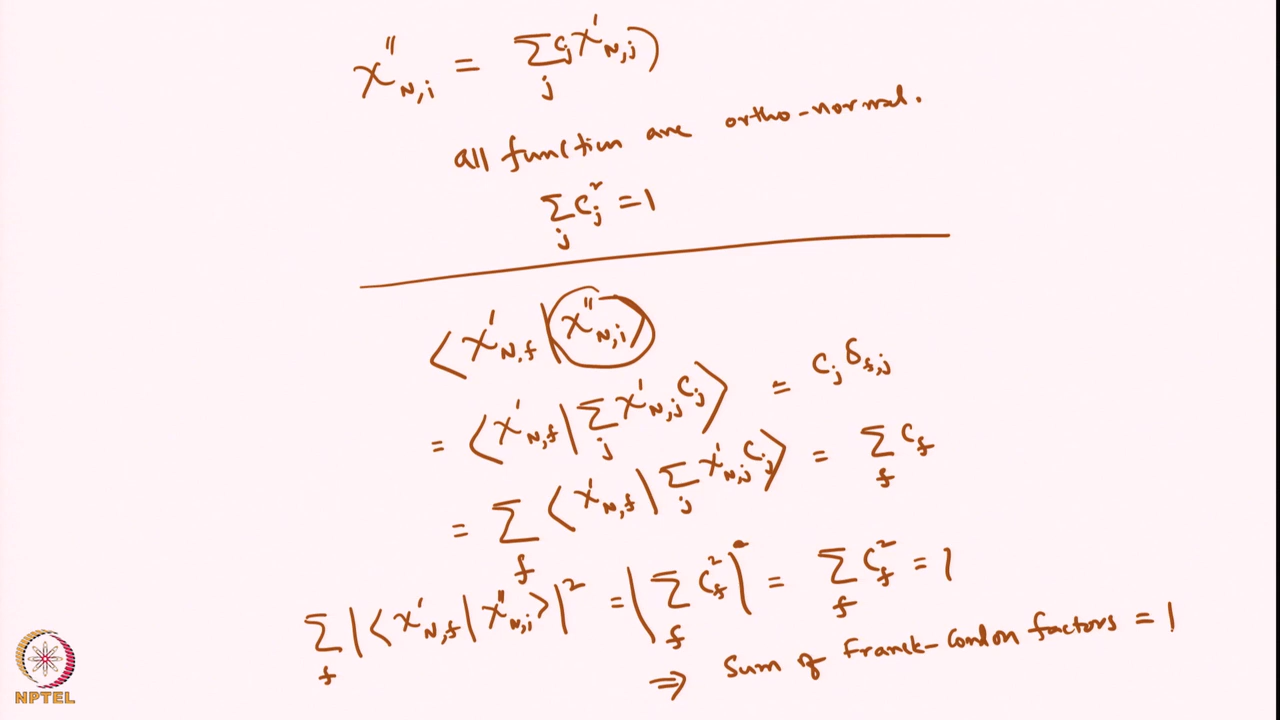 χ''_{N,i} = Σ_j c_j χ'_{N,j})
all function are ortho-normal.
Σ_j c_j^2 = 1
⟨χ'_{N,f}|χ''_{N,i}⟩
= ⟨χ'_{N,f}|Σ_j χ'_{N,j} c_j⟩ = c_j δ_{f,j}
= Σ_f ⟨χ'_{N,f}|Σ_j χ'_{N,j} c_j⟩ = Σ_f c_f
Σ_f |⟨χ'_{N,f}|χ''_{N,i}⟩|^2 = |Σ_f c_f^2| = Σ_f c_f^2 = 1
⇒ Sum of Franck-Condon factors = 1
NPTEL